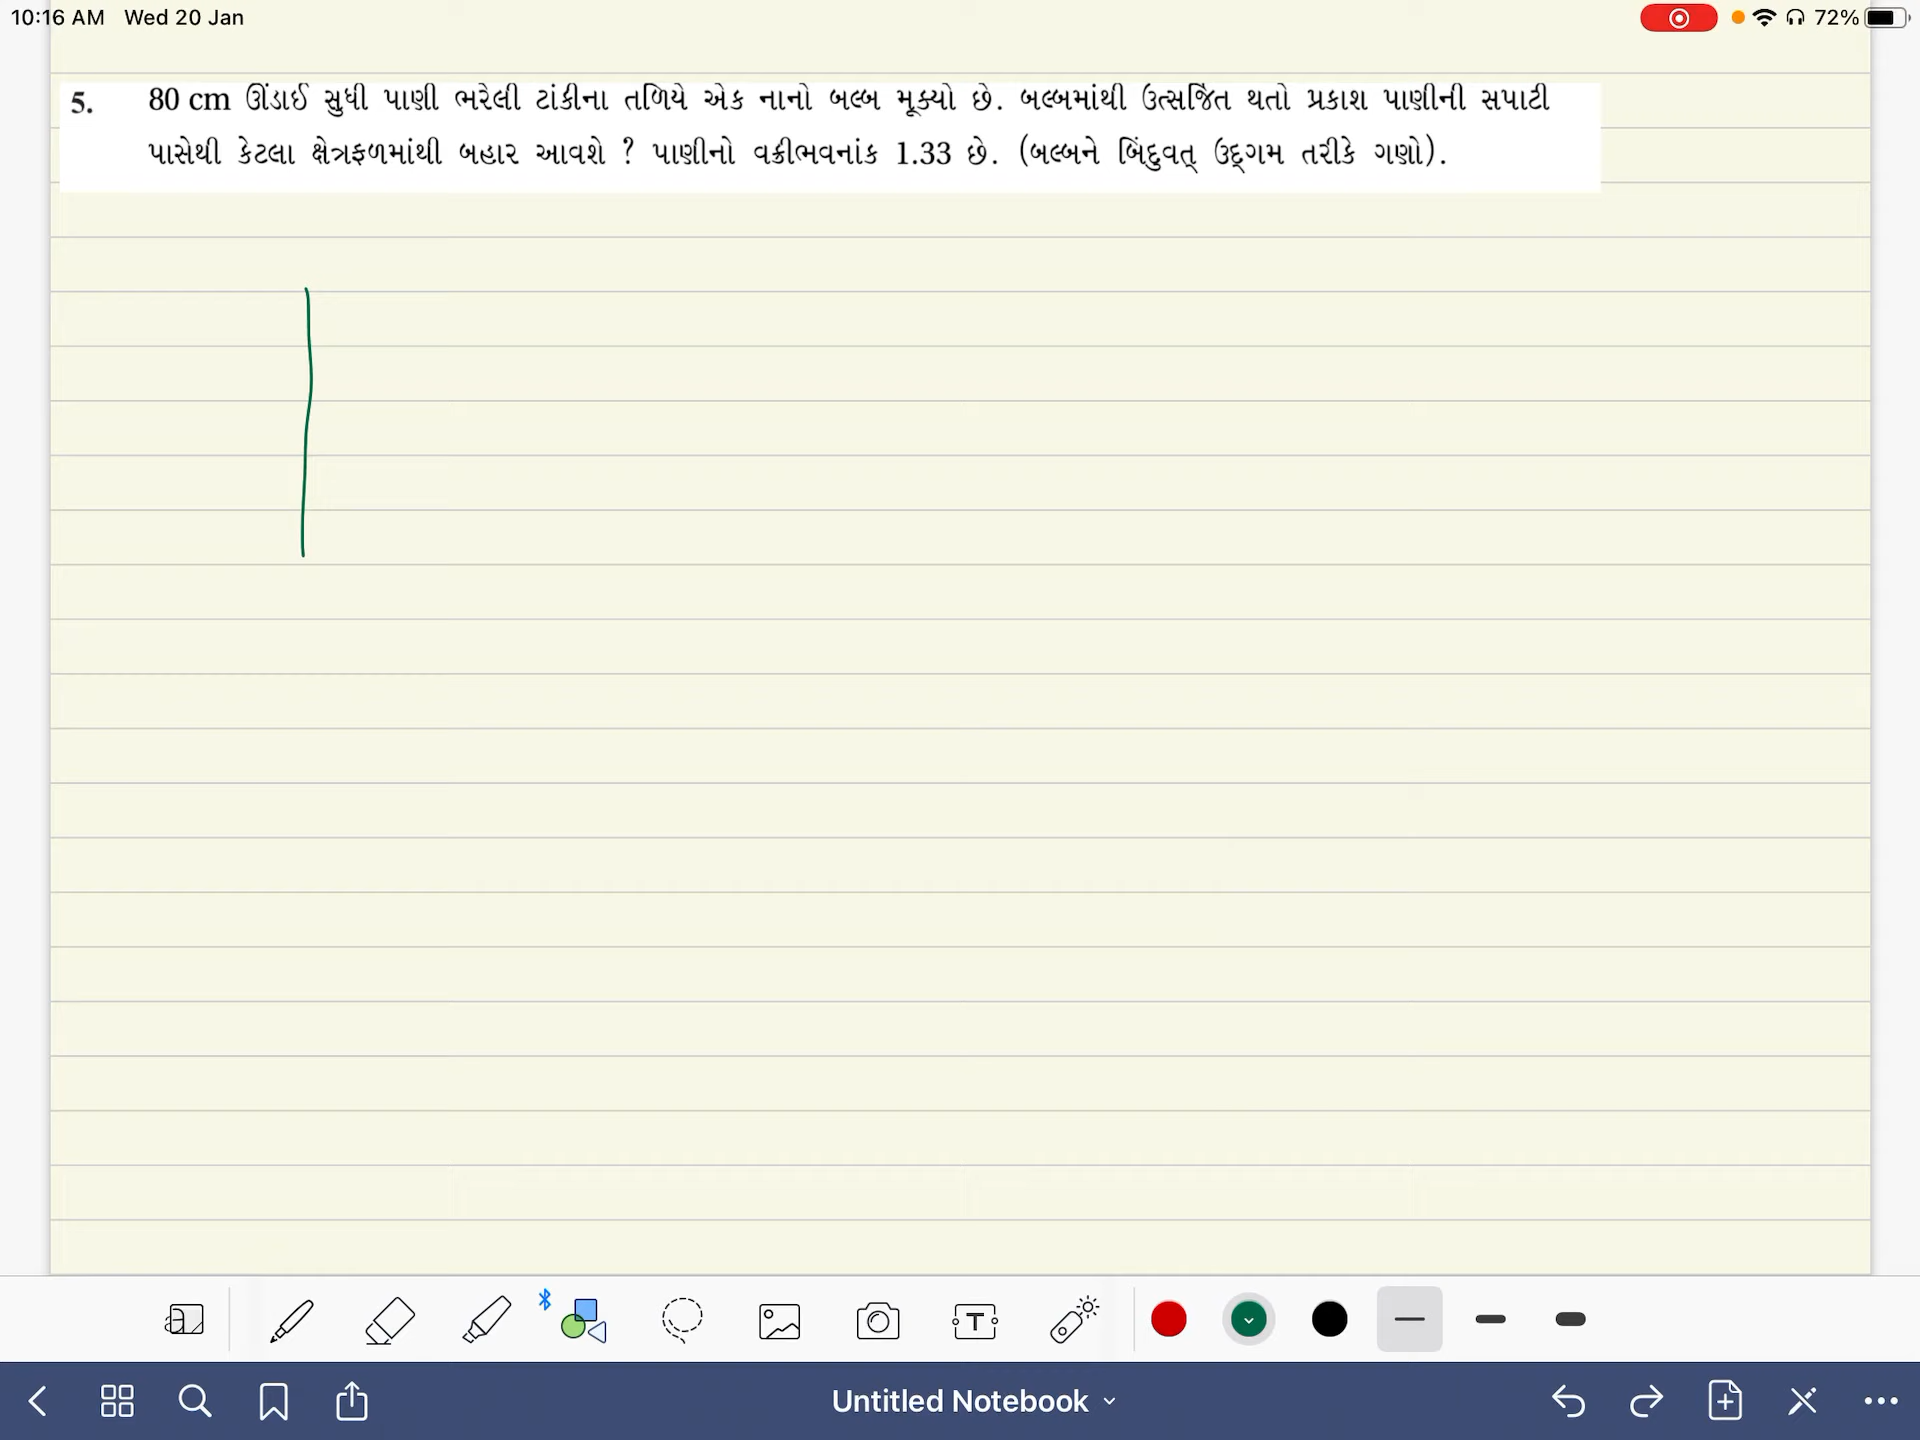 10:16 AM Wed 20 Jan
72%
5. 80 cm ઊંડાઈ સુધી પાણી ભરેલી ટાંકીના તળિયે એક નાનો બલ્બ મૂક્યો છે. બલ્બમાંથી ઉત્સર્જિત થતો પ્રકાશ પાણીની સપાટી
પાસેથી કેટલા ક્ષેત્રફળમાંથી બહાર આવશે ? પાણીનો વક્રીભવનાંક 1.33 છે. (બલ્બને બિંદુવત્ ઉદ્દગમ તરીકે ગણો).
Untitled Notebook